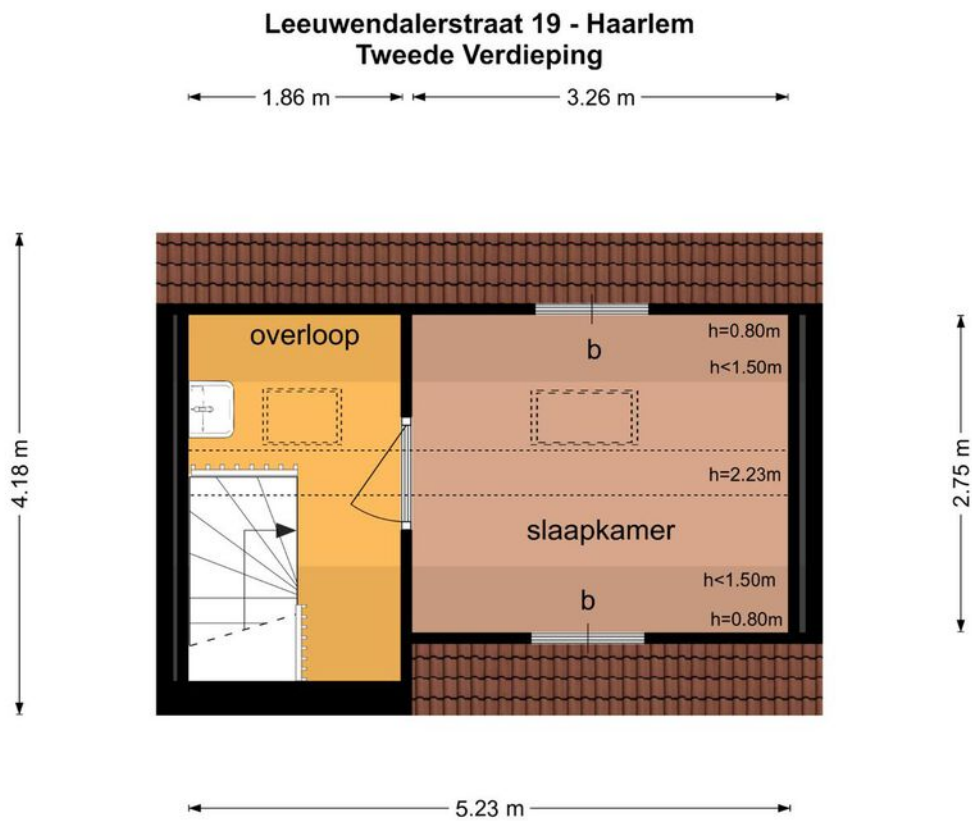 Leeuwendalerstraat 19 - Haarlem
Tweede Verdieping
1.86 m
3.26 m
overloop
h=0.80m
b
h<1.50m
4.18 m
h=2.23m
2.75 m
slaapkamer
h<1.50m
b
h=0.80m
5.23 m